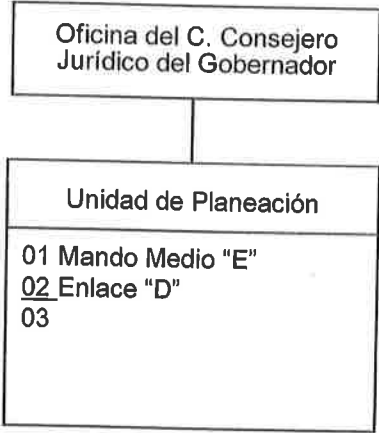 Oficina del C. Consejero
Jurídico del Gobernador
Unidad de Planeación
01 Mando Medio “E”
02 Enlace “D”
03